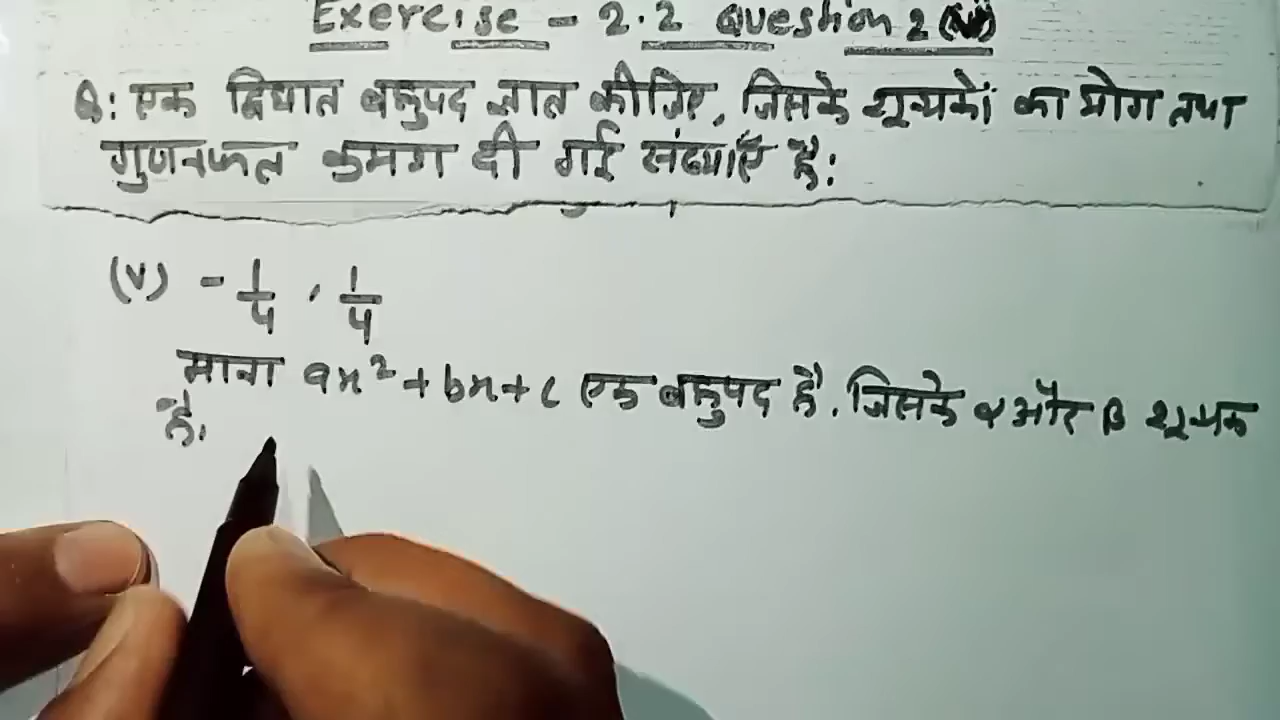 Exercise - 2.2 Question 2 (v)
Q: एक द्विघात बहुपद ज्ञात कीजिए, जिसके शून्यकों का योग तथा
गुणनफल क्रमश दी गई संख्याएँ है:
(v) -1/4 , 1/4
माना ax²+bx+c एक बहुपद है, जिसके α और β शून्यक
है,